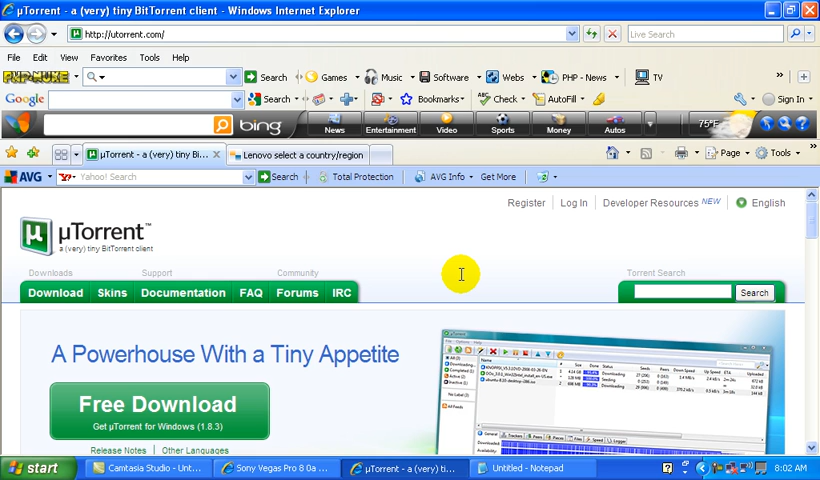 µTorrent - a (very) tiny BitTorrent client - Windows Internet Explorer
http://utorrent.com/
Live Search
File Edit View Favorites Tools Help
PHP-NUKE Search Games Music Software Webs PHP - News TV
Google Search Bookmarks Check AutoFill Sign In
bing News Entertainment Video Sports Money Autos 75°F
µTorrent - a (very) tiny Bi... Lenovo select a country/region Page Tools
AVG Yahoo! Search Search Total Protection AVG Info Get More
Register Log In Developer Resources NEW English
µTorrent™
a (very) tiny BitTorrent client
Downloads Support Community Torrent Search
Download Skins Documentation FAQ Forums IRC Search
A Powerhouse With a Tiny Appetite
Free Download
Get µTorrent for Windows (1.8.3)
Release Notes Other Languages
start Camtasia Studio - Unt... Sony Vegas Pro 8 0a ... µTorrent - a (very) ti... Untitled - Notepad 8:02 AM